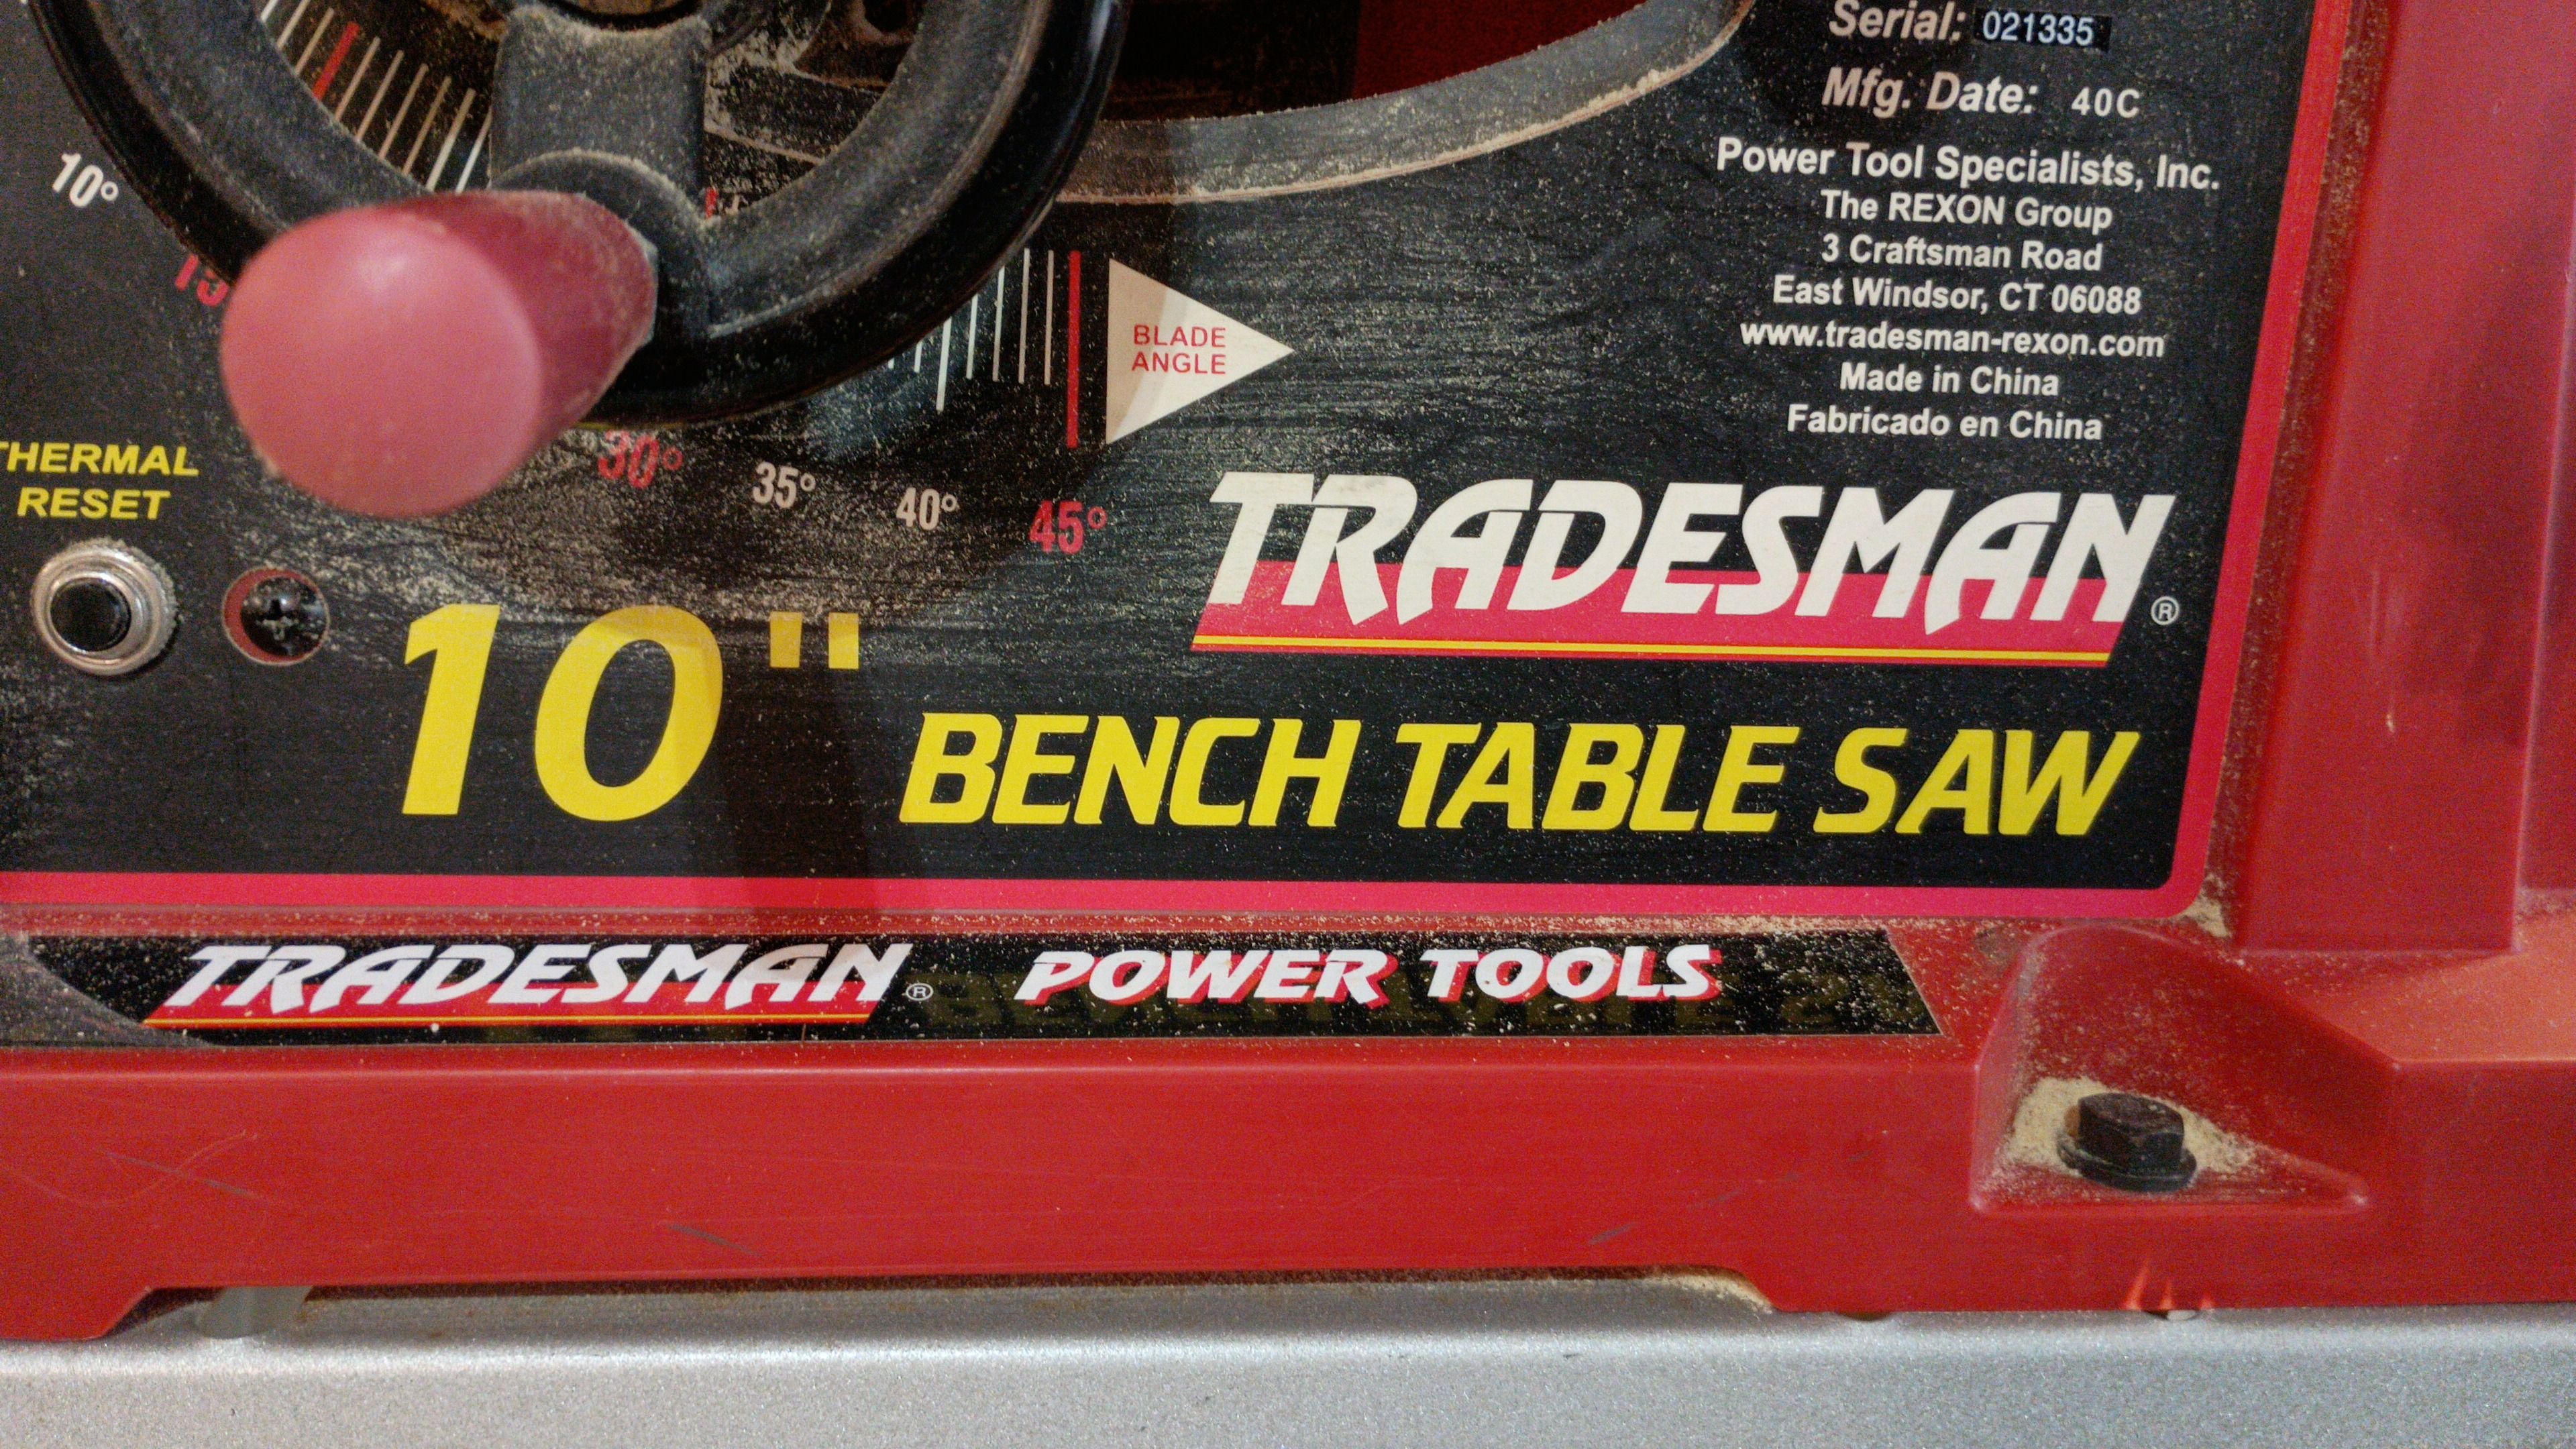 Serial: 021335
Mfg. Date: 40C
Power Tool Specialists, Inc.
The REXON Group
3 Craftsman Road
East Windsor, CT 06088
www.tradesman-rexon.com
Made in China
Fabricado en China
10°
BLADE
ANGLE
30°
35°
40°
45°
THERMAL
RESET
TRADESMAN®
10"
BENCH TABLE SAW
TRADESMAN® POWER TOOLS